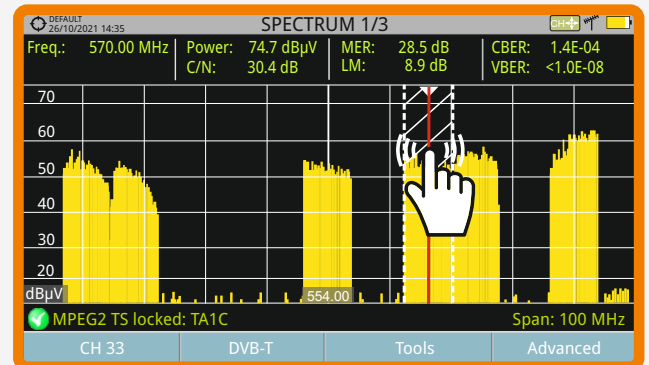 DEFAULT
26/10/2021 14:35
SPECTRUM 1/3
CH
Freq.: 570.00 MHz Power: 74.7 dBµV MER: 28.5 dB CBER: 1.4E-04
C/N: 30.4 dB LM: 8.9 dB VBER: <1.0E-08
70
60
50
40
30
20
dBµV
554.00
MPEG2 TS locked: TA1C Span: 100 MHz
CH 33 DVB-T Tools Advanced